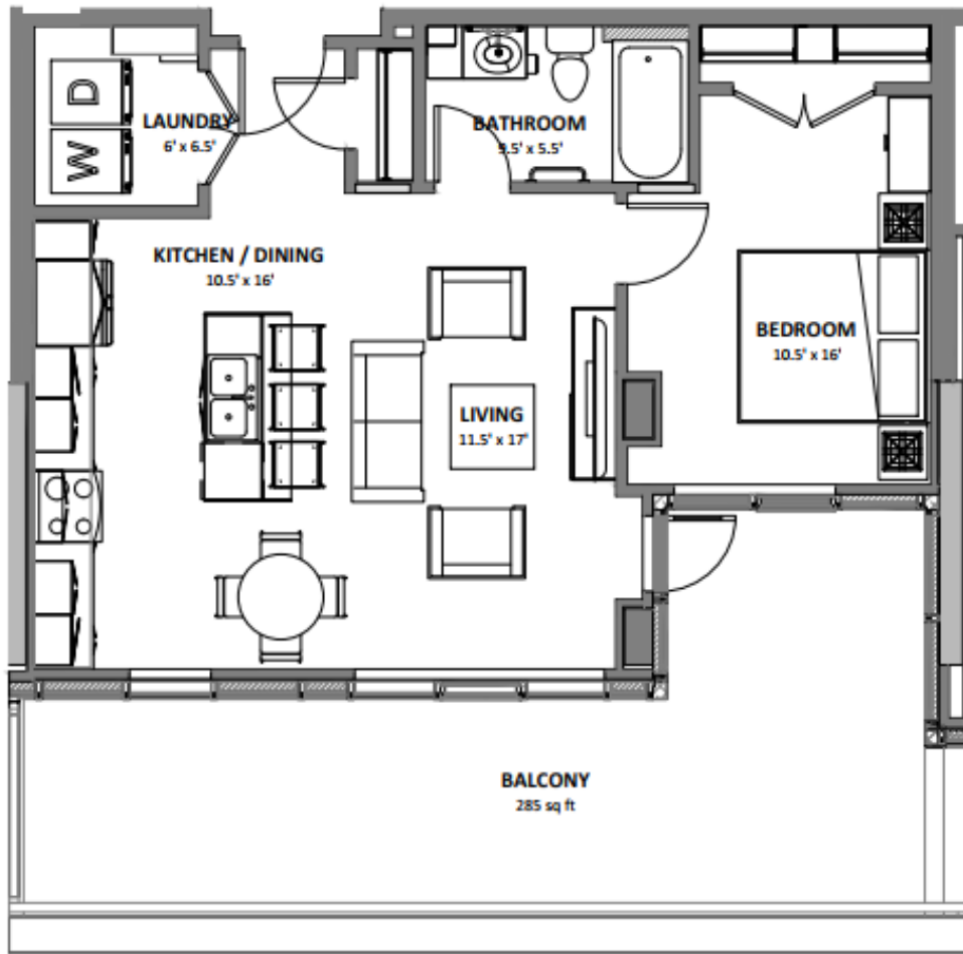 D
W
LAUNDRY
6' x 6.5'
BATHROOM
9.5' x 5.5'
KITCHEN / DINING
10.5' x 16'
BEDROOM
10.5' x 16'
LIVING
11.5' x 17'
BALCONY
285 sq ft